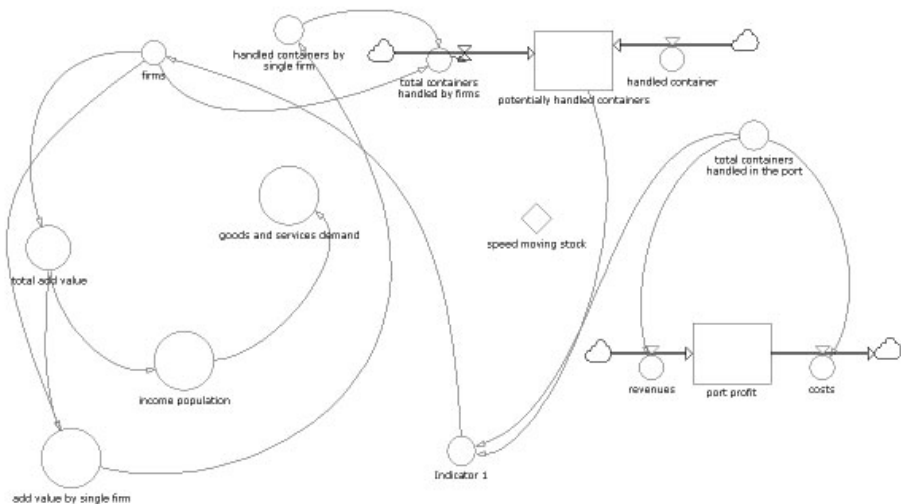 handled containers by
single firm
firms
total containers
handled by firms
handled container
potentially handled containers
total containers
handled in the port
goods and services demand
speed moving stock
total add value
income population
revenues
port profit
costs
Indicator 1
add value by single firm